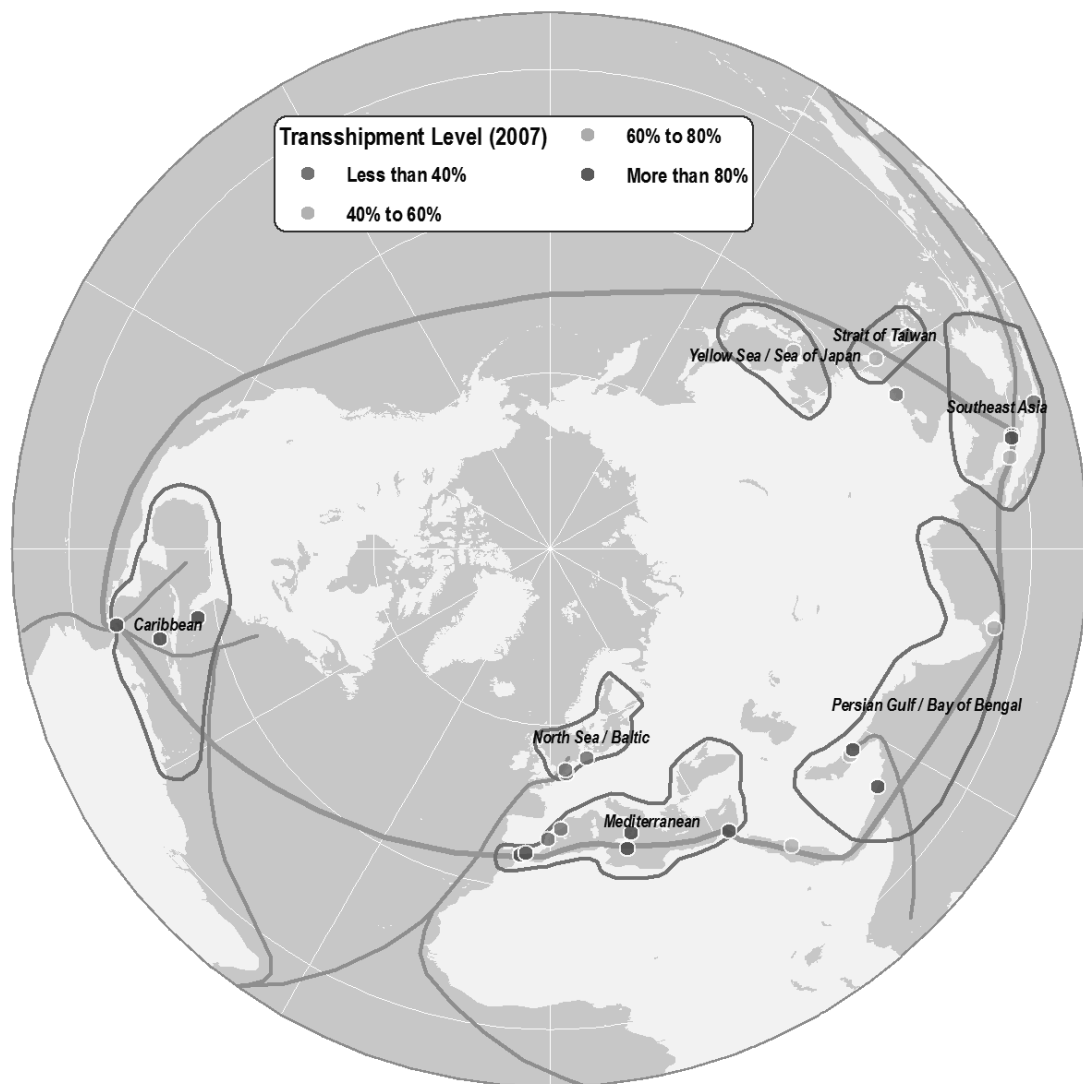 Transshipment Level (2007)
Less than 40%
40% to 60%
60% to 80%
More than 80%
Strait of Taiwan
Yellow Sea / Sea of Japan
Southeast Asia
Caribbean
Persian Gulf / Bay of Bengal
North Sea / Baltic
Mediterranean